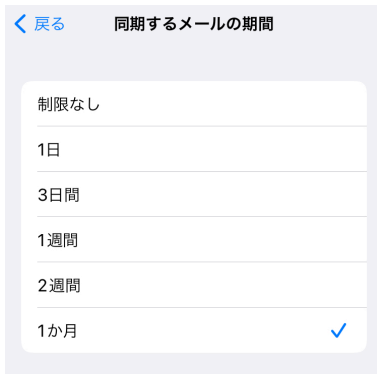 戻る 同期するメールの期間
制限なし
1日
3日間
1週間
2週間
1か月